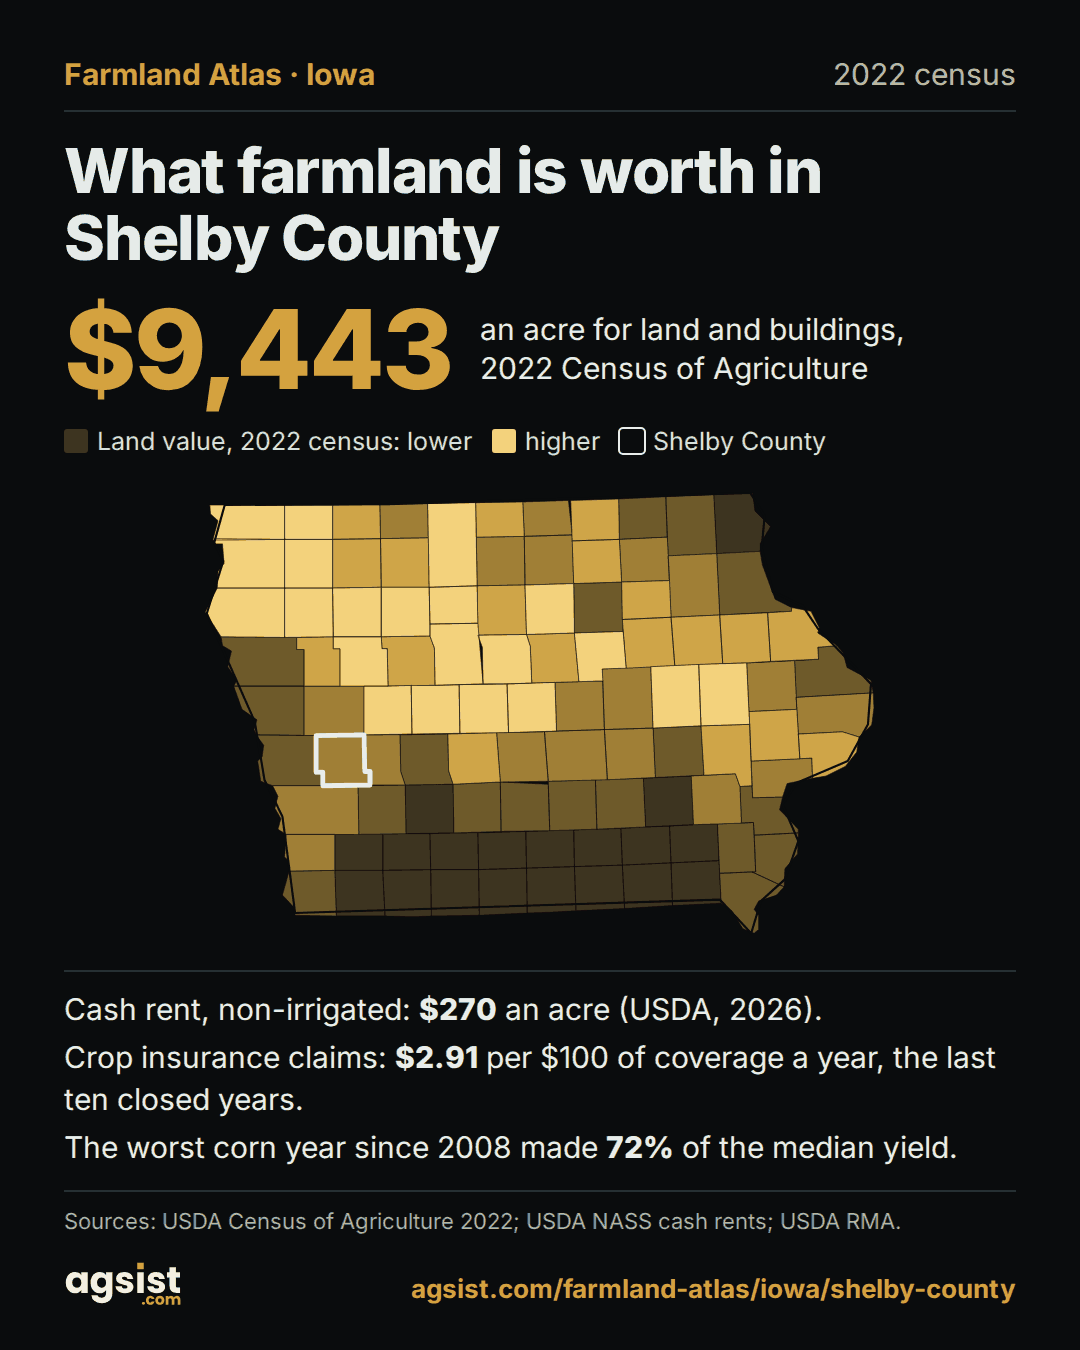 Farmland Atlas · Iowa
2022 census
What farmland is worth in
Shelby County
$9,443
an acre for land and buildings,
2022 Census of Agriculture
Land value, 2022 census: lower
higher
Shelby County
Cash rent, non-irrigated: $270 an acre (USDA, 2026).
Crop insurance claims: $2.91 per $100 of coverage a year, the last
ten closed years.
The worst corn year since 2008 made 72% of the median yield.
Sources: USDA Census of Agriculture 2022; USDA NASS cash rents; USDA RMA.
agsist
.com
agsist.com/farmland-atlas/iowa/shelby-county